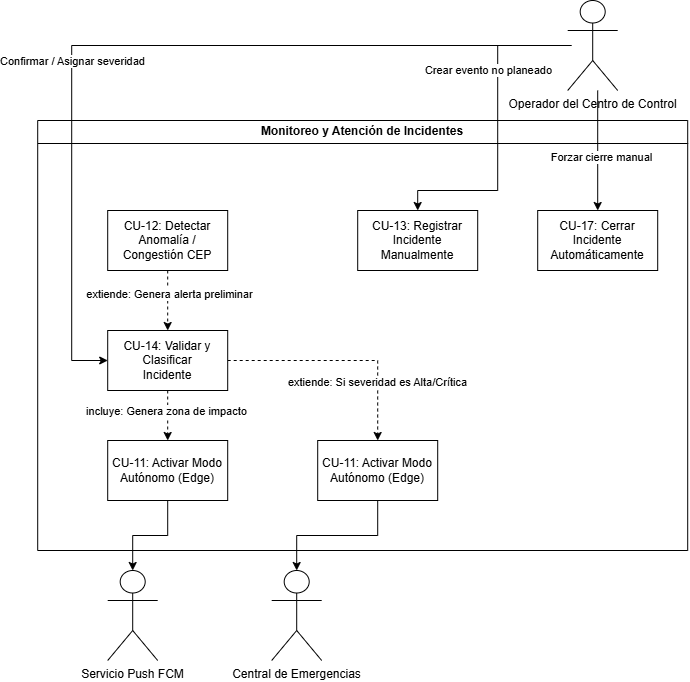 Confirmar / Asignar severidad
Crear evento no planeado
Operador del Centro de Control
Monitoreo y Atención de Incidentes
Forzar cierre manual
CU-12: Detectar
Anomalía /
Congestión CEP
CU-13: Registrar
Incidente
Manualmente
CU-17: Cerrar
Incidente
Automáticamente
extiende: Genera alerta preliminar
CU-14: Validar y
Clasificar
Incidente
extiende: Si severidad es Alta/Crítica
incluye: Genera zona de impacto
CU-11: Activar Modo
Autónomo (Edge)
CU-11: Activar Modo
Autónomo (Edge)
Servicio Push FCM
Central de Emergencias